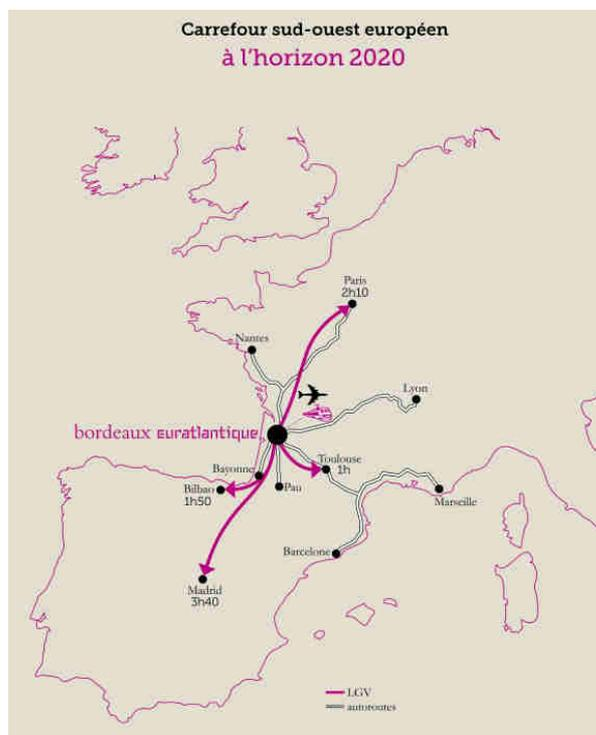 Carrefour sud-ouest européen
à l'horizon 2020
Paris
2h10
Nantes
Lyon
bordeaux euratlantique
Toulouse
1h
Bayonne
Bilbao
1h50
Pau
Marseille
Barcelone
Madrid
3h40
LGV
autoroutes